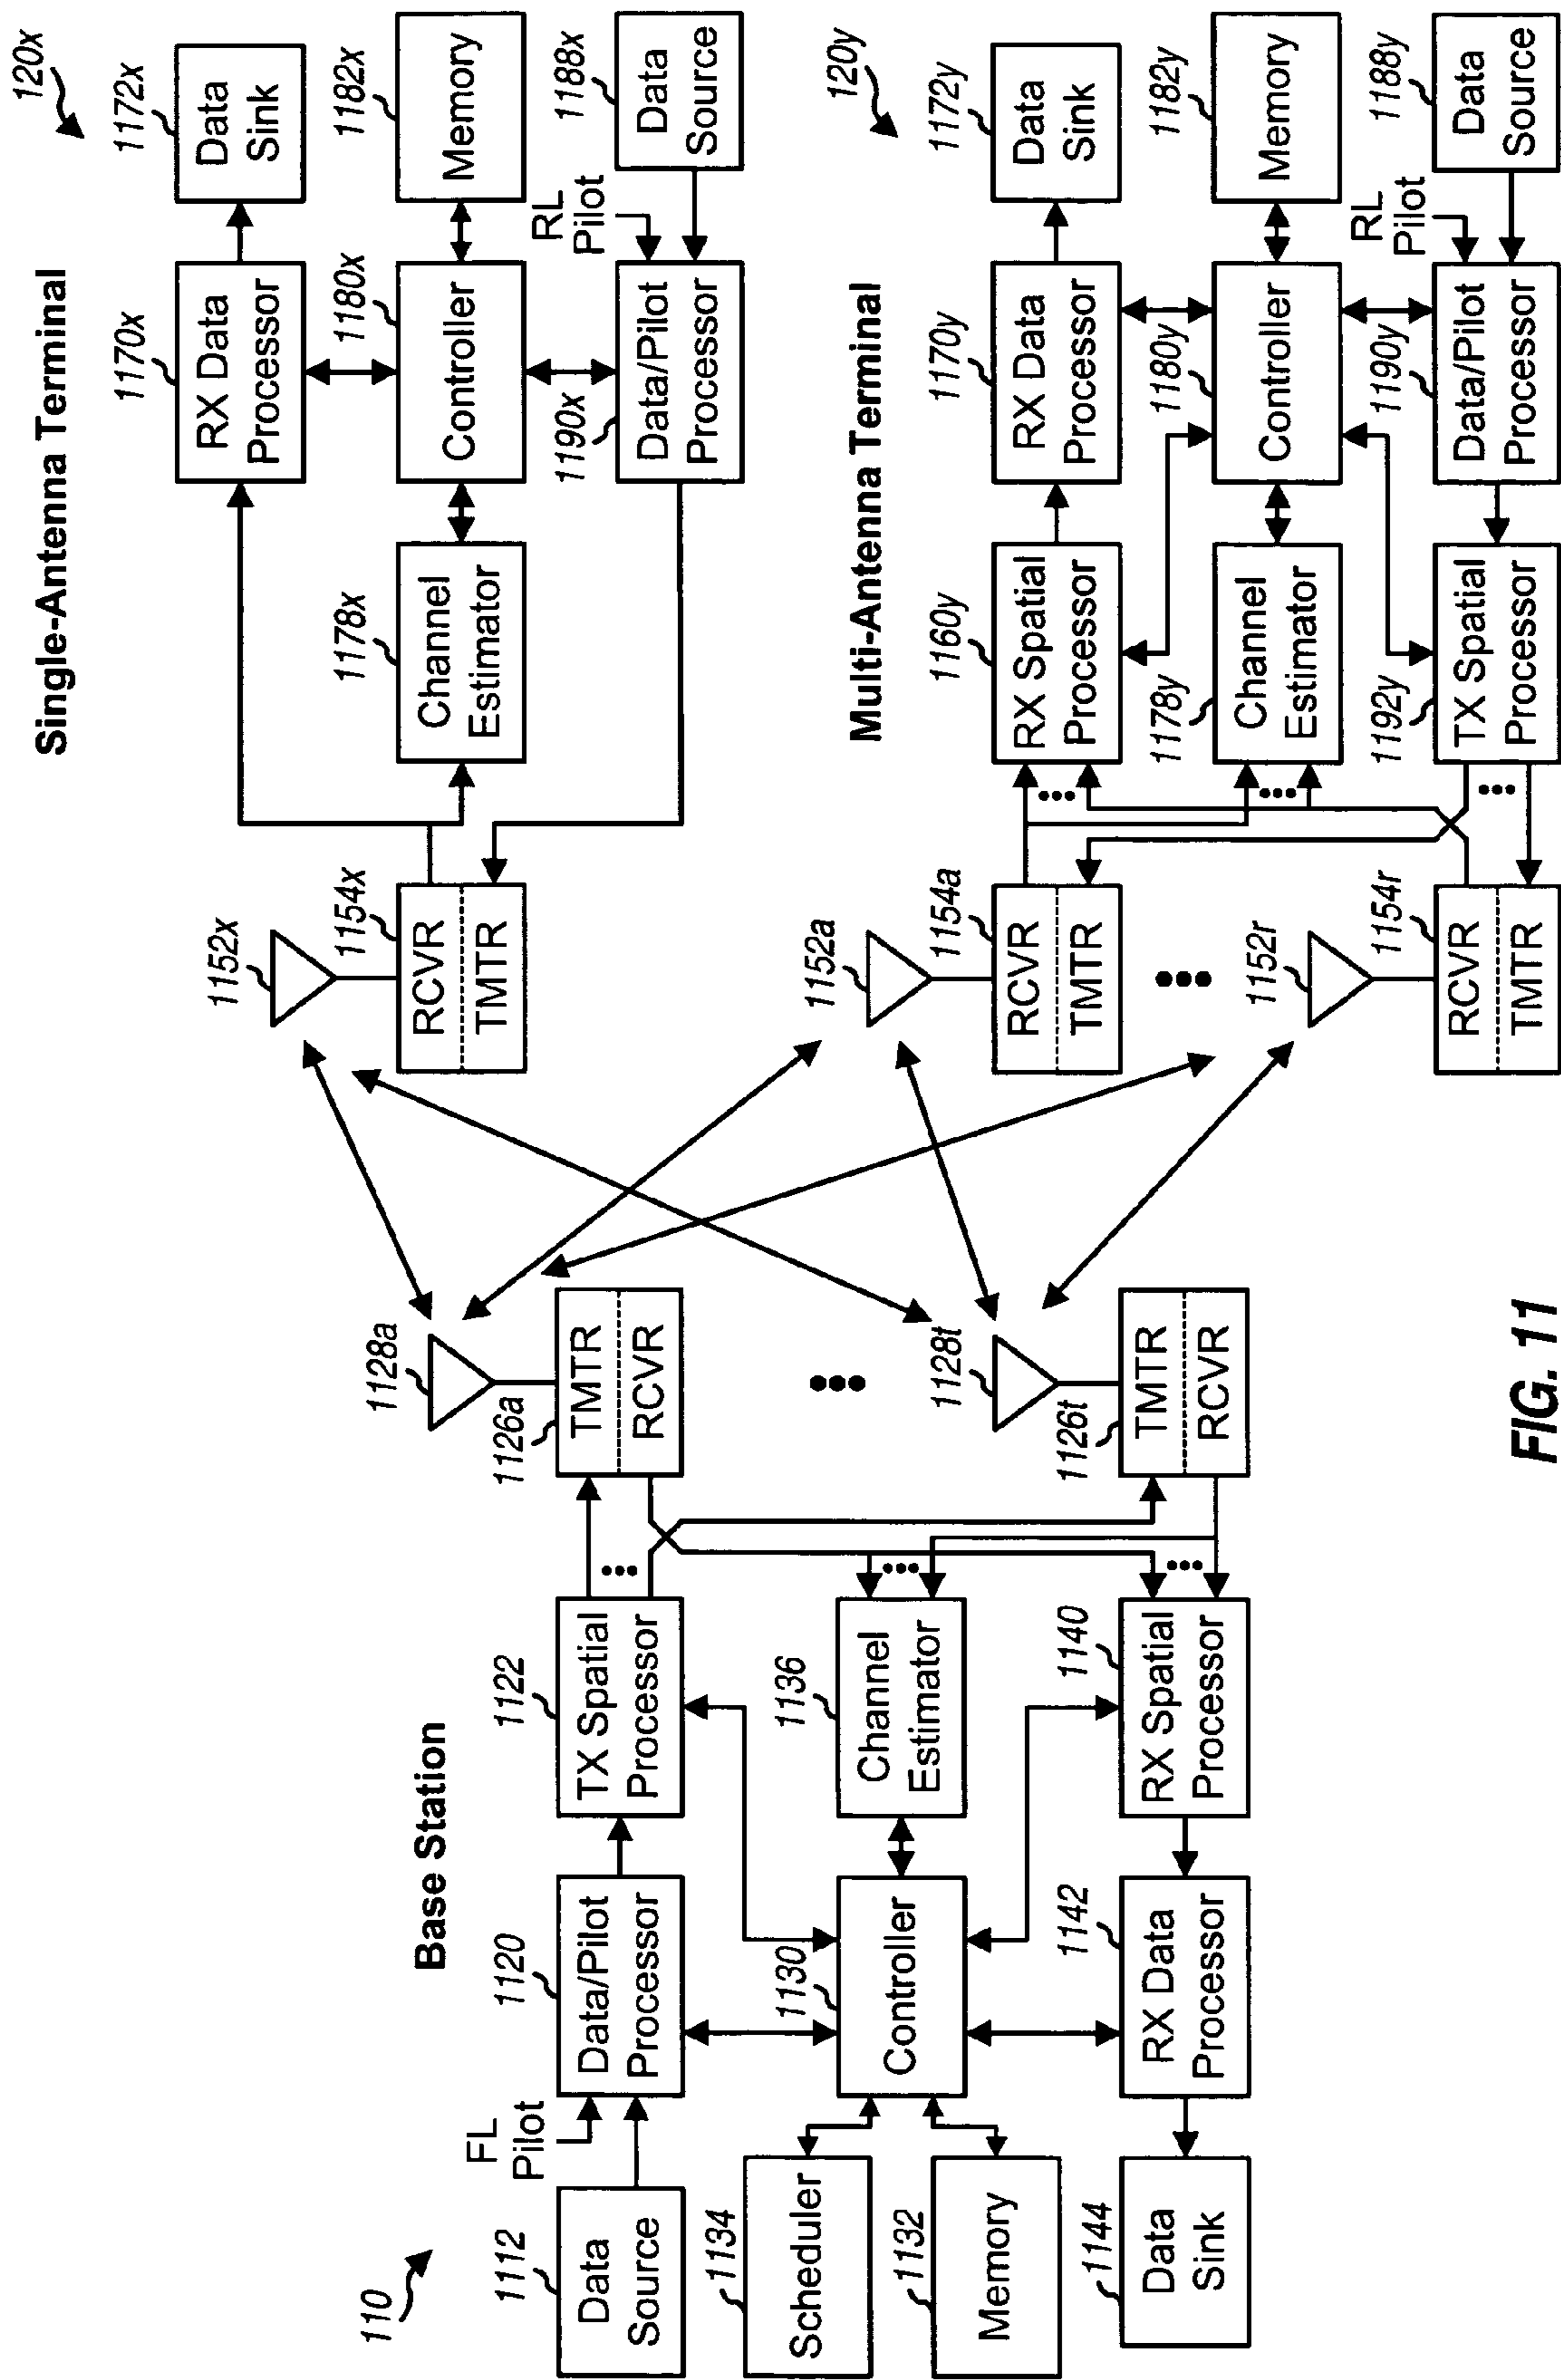 110
Base Station
1112
Data
Source
FL
Pilot
1120
Data/Pilot
Processor
1122
TX Spatial
Processor
1134
Scheduler
1132
Memory
1130
Controller
1136
Channel
Estimator
1144
Data
Sink
1142
RX Data
Processor
1140
RX Spatial
Processor
1128a
1126a
TMTR
RCVR
1128t
1126t
TMTR
RCVR
Single-Antenna Terminal
120x
1152x
1154x
RCVR
TMTR
1170x
RX Data
Processor
1172x
Data
Sink
1178x
Channel
Estimator
1180x
Controller
1182x
Memory
1190x
Data/Pilot
Processor
RL
Pilot
1188x
Data
Source
Multi-Antenna Terminal
120y
1152a
1154a
RCVR
TMTR
1152r
1154r
RCVR
TMTR
1160y
RX Spatial
Processor
1170y
RX Data
Processor
1172y
Data
Sink
1178y
Channel
Estimator
1180y
Controller
1182y
Memory
1192y
TX Spatial
Processor
1190y
Data/Pilot
Processor
RL
Pilot
1188y
Data
Source
FIG. 11